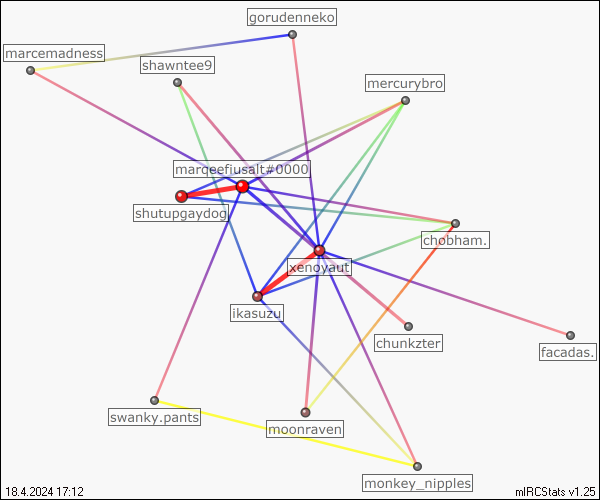 gorudenneko
marcemadness
shawntee9
mercurybro
marqeefiusalt#0000
shutupgaydog
chobham.
xenoyaut
ikasuzu
chunkzter
facadas.
swanky.pants
moonraven
monkey_nipples
18.4.2024 17:12
mIRCStats v1.25